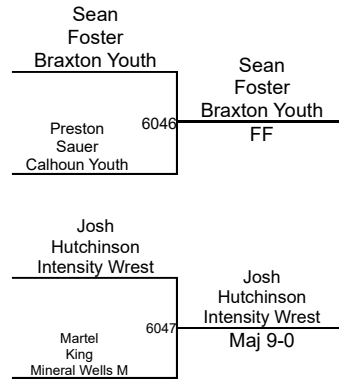 Sean
Foster
Braxton Youth
Preston
Sauer
Calhoun Youth
6046
Sean
Foster
Braxton Youth
FF
Josh
Hutchinson
Intensity Wrest
Martel
King
Mineral Wells M
6047
Josh
Hutchinson
Intensity Wrest
Maj 9-0